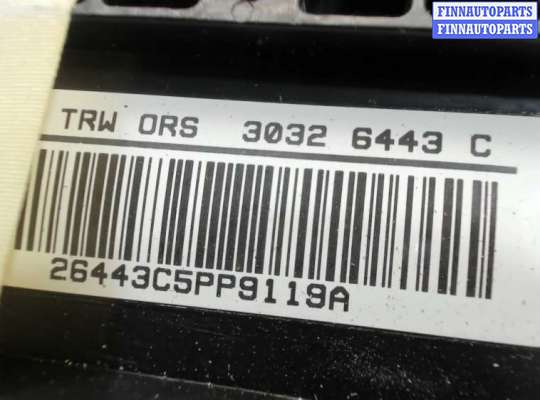 FINNAUTOPARTS
FINNAUTOPARTS
TRW ORS 3032 6443 C
26443C5PP9119A